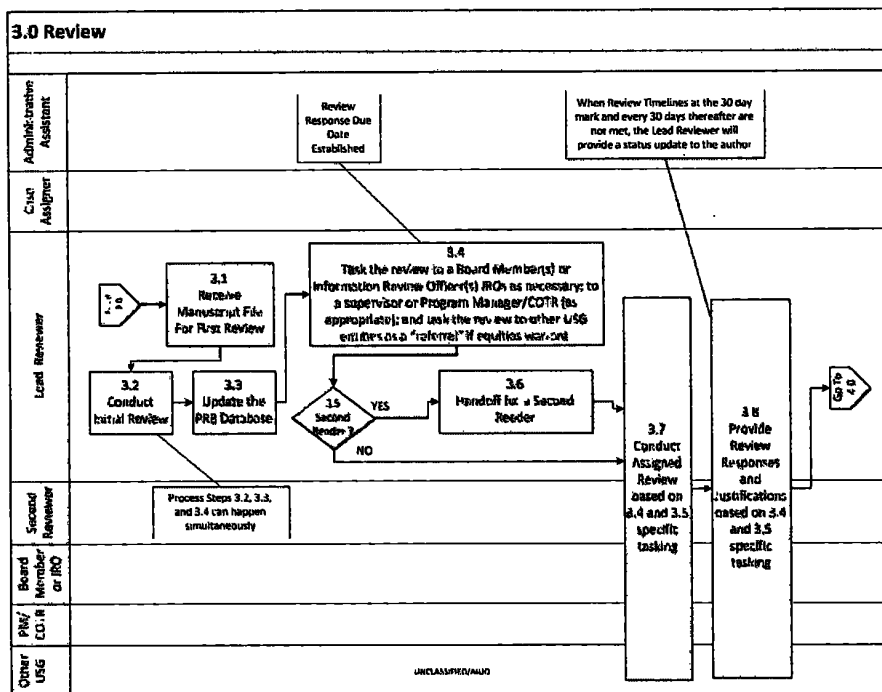 3.0 Review
Administrative
Assistant
Case
Assigner
Lead Reviewer
Second
Reviewer
Board
Member
or IRO
PM/
COTR
Other
USG
Review
Response Due
Date
Established
When Review Timelines at the 30 day
mark and every 30 days thereafter are
not met, the Lead Reviewer will
provide a status update to the author
3.1
Receive
Manuscript File
For First Review
3.2
Conduct
Initial Review
3.3
Update the
PRB Database
3.4
Task the review to a Board Member(s) or
Information Review Officer(s) IROs as necessary; to
a supervisor or Program Manager/COTR (as
appropriate); and task the review to other USG
entities as a "referral" if equities warrant
3.5
Second
Reader ?
YES
NO
3.6
Handoff for a Second
Reader
3.7
Conduct
Assigned
Review
based on
3.4 and 3.5
specific
tasking
3.8
Provide
Review
Responses
and
Justifications
based on 3.4
and 3.5
specific
tasking
Go To
4.0
Process Steps 3.2, 3.3,
and 3.4 can happen
simultaneously
UNCLASSIFIED//AIUO